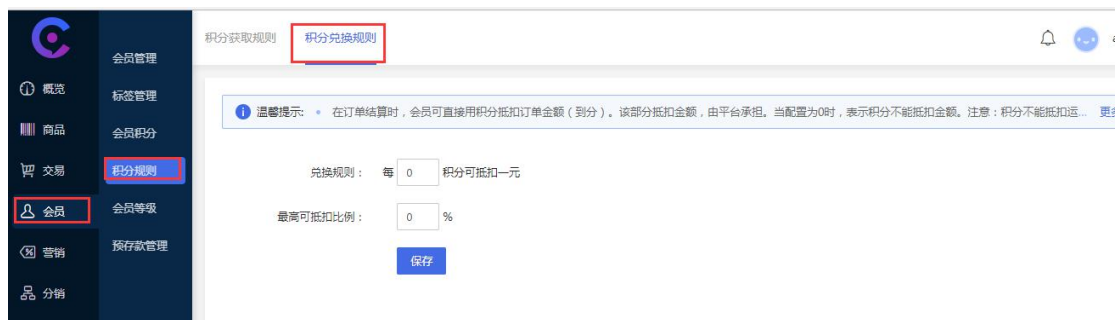 积分获取规则 积分兑换规则
会员管理
概览
标签管理
温馨提示: 在订单结算时，会员可直接用积分抵扣订单金额（到分）。该部分抵扣金额，由平台承担。当配置为0时，表示积分不能抵扣金额。注意：积分不能抵扣运... 更
商品
会员积分
交易
积分规则
兑换规则： 每 0 积分可抵扣一元
会员
会员等级
最高可抵扣比例： 0 %
营销
预存款管理
保存
分销